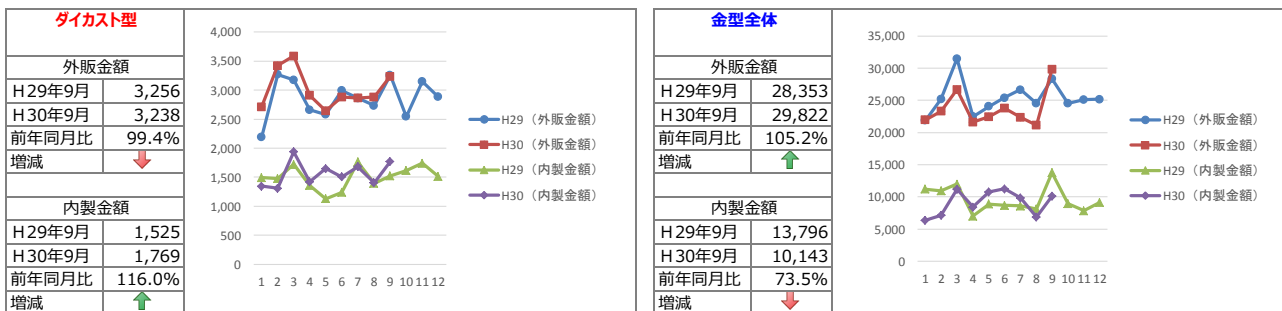 ダイカスト型
外販金額
H29年9月 3,256
H30年9月 3,238
前年同月比 99.4%
増減
内製金額
H29年9月 1,525
H30年9月 1,769
前年同月比 116.0%
増減
4,000
3,500
3,000
2,500
2,000
1,500
1,000
500
0
1 2 3 4 5 6 7 8 9 10 11 12
H29（外販金額）
H30（外販金額）
H29（内製金額）
H30（内製金額）
金型全体
外販金額
H29年9月 28,353
H30年9月 29,822
前年同月比 105.2%
増減
内製金額
H29年9月 13,796
H30年9月 10,143
前年同月比 73.5%
増減
35,000
30,000
25,000
20,000
15,000
10,000
5,000
0
1 2 3 4 5 6 7 8 9 10 11 12
H29（外販金額）
H30（外販金額）
H29（内製金額）
H30（内製金額）